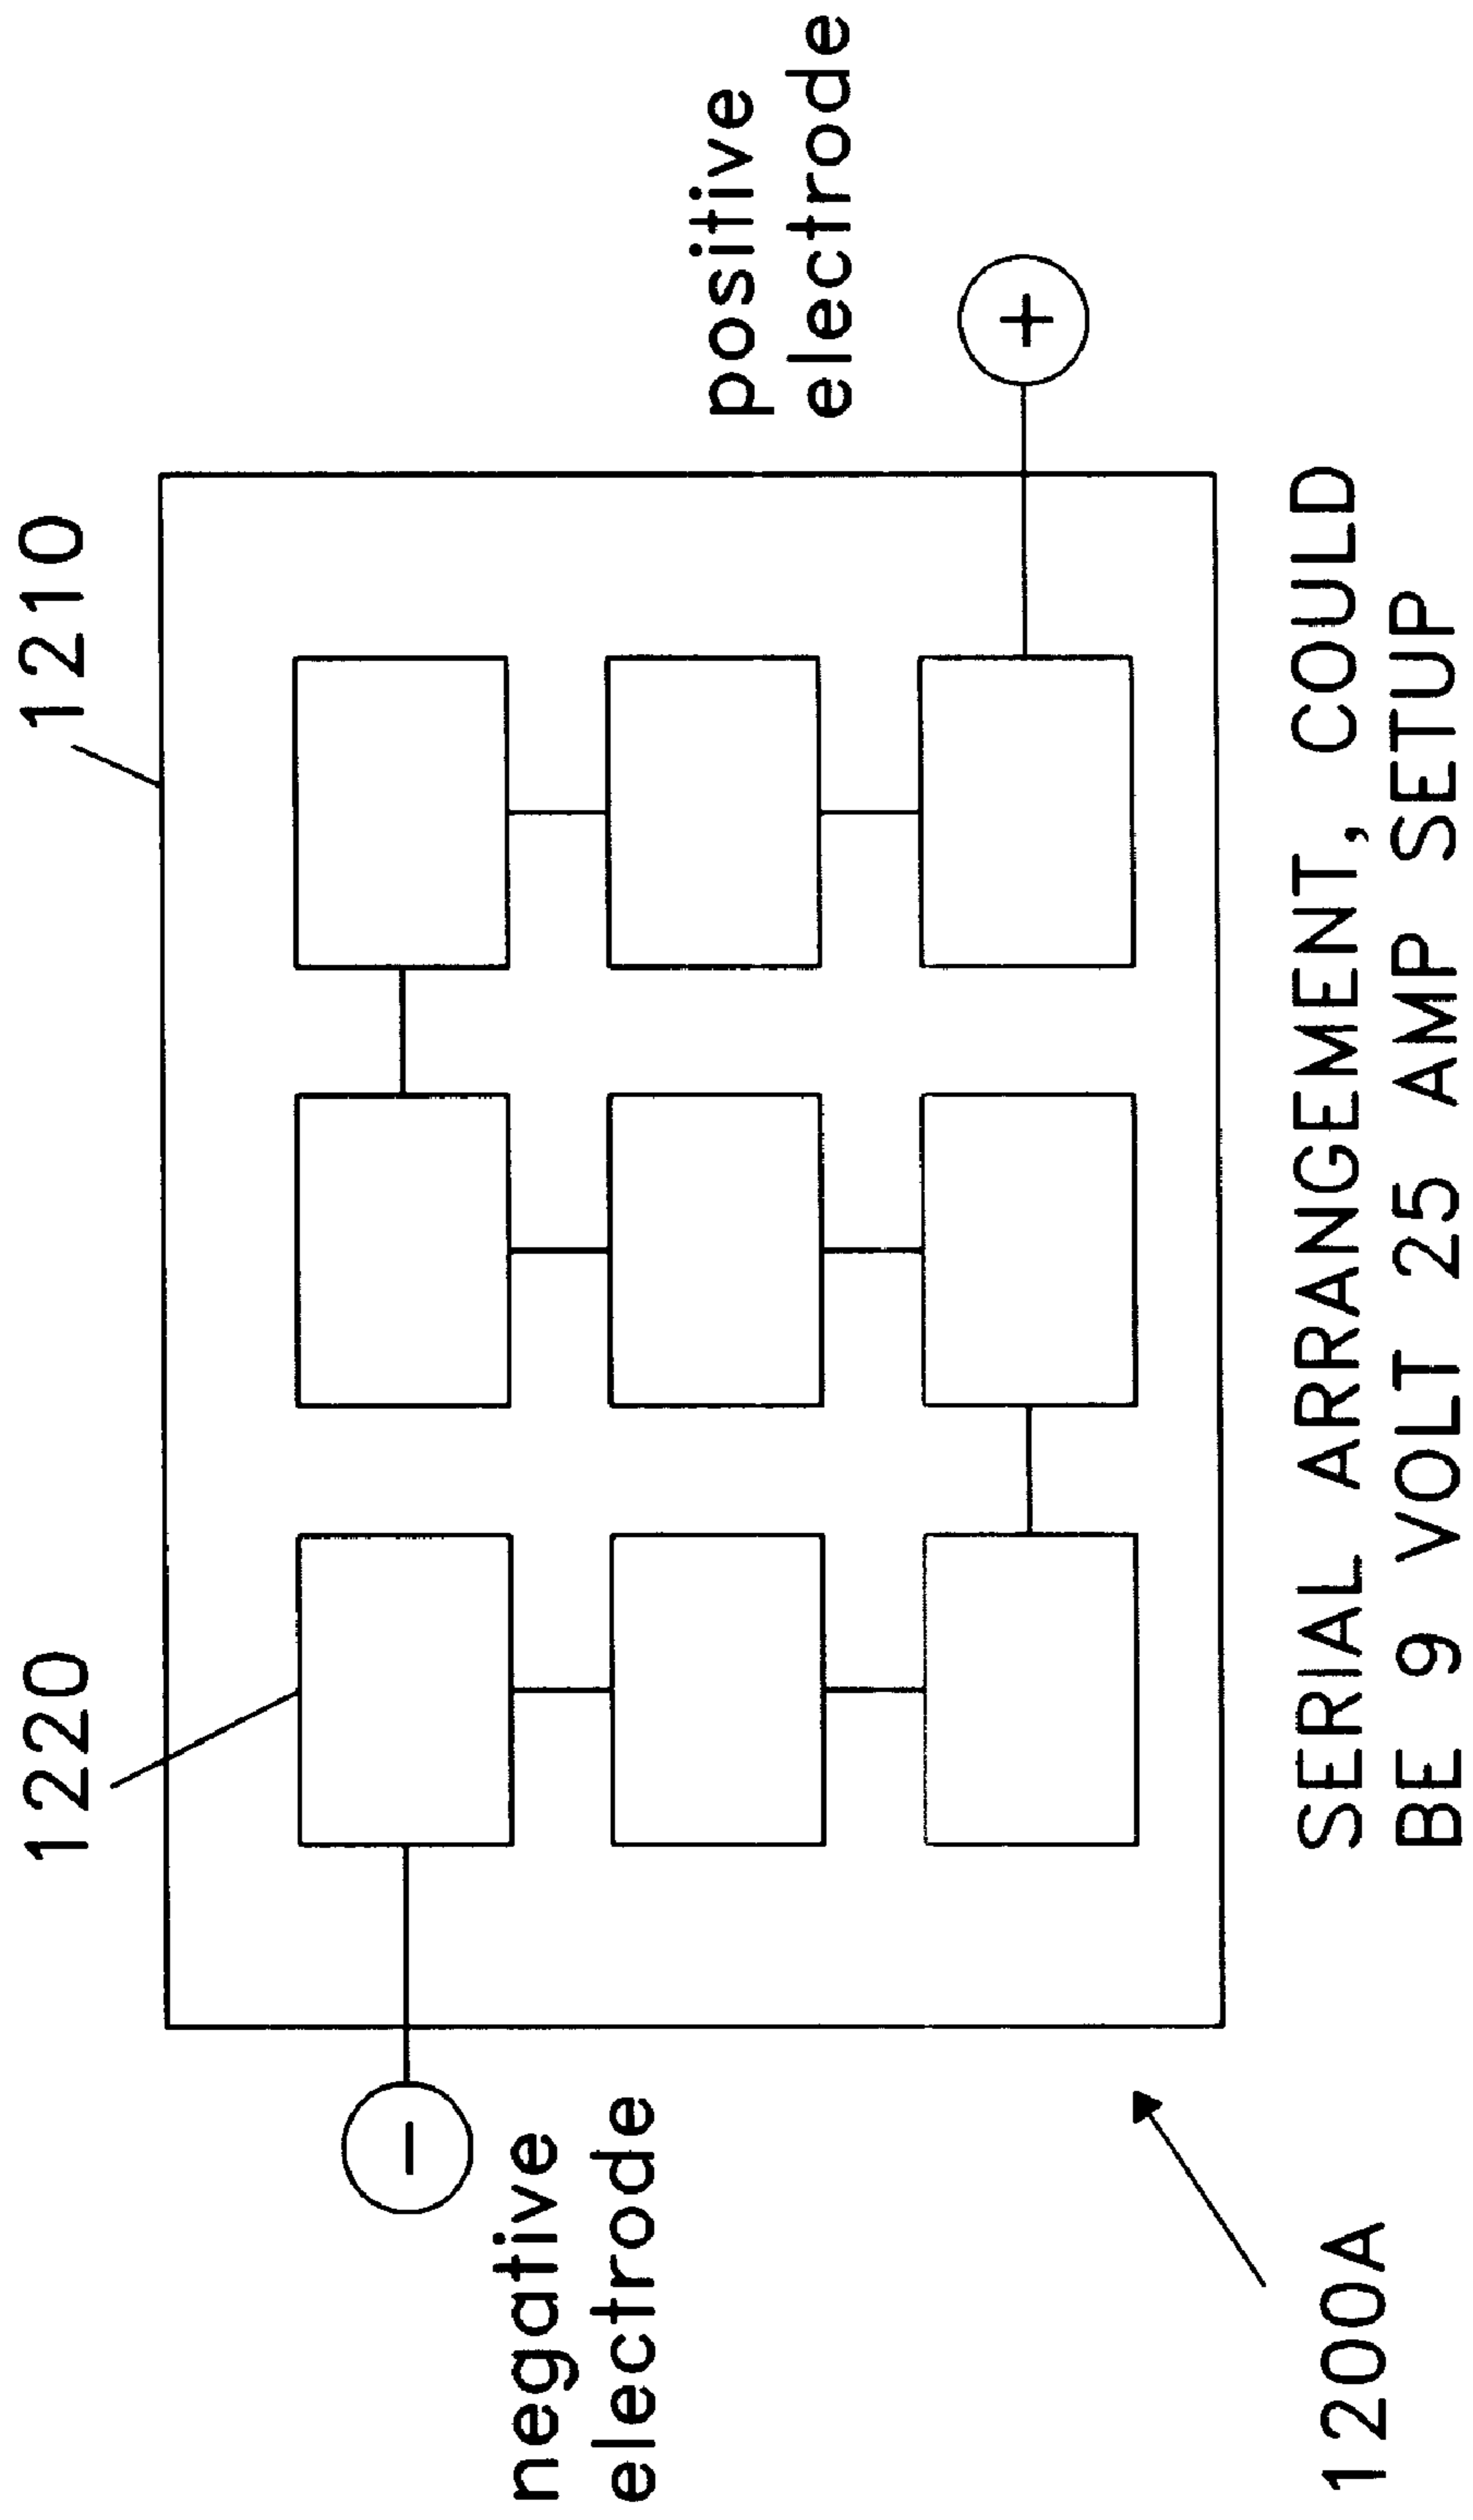 1220
1210
positive
electrode
negative
electrode
+
−
1200A
SERIAL ARRANGEMENT, COULD
BE 9 VOLT 25 AMP SETUP